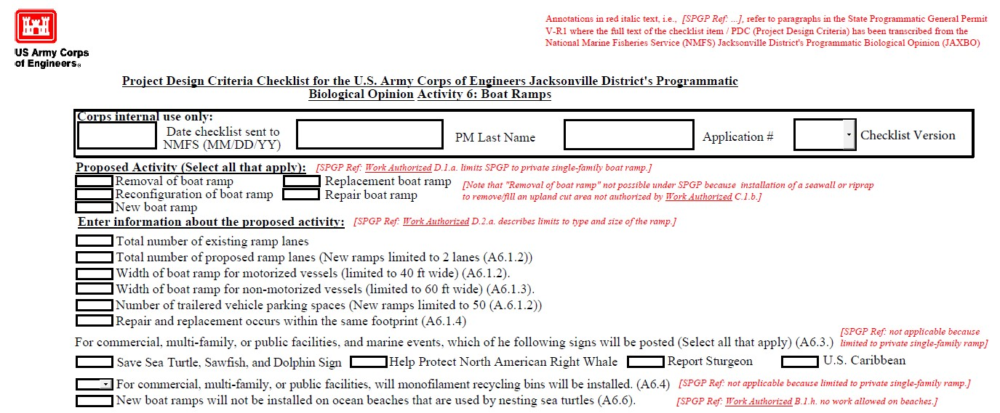 Annotations in red italic text, i.e., [SPGP Ref: ...], refer to paragraphs in the State Programmatic General Permit
V-R1 where the full text of the checklist item / PDC (Project Design Criteria) has been transcribed from the
National Marine Fisheries Service (NMFS) Jacksonville District's Programmatic Biological Opinion (JAXBO)
US Army Corps
of Engineers®
Project Design Criteria Checklist for the U.S. Army Corps of Engineers Jacksonville District's Programmatic
Biological Opinion Activity 6: Boat Ramps
Corps internal use only:
Date checklist sent to
NMFS (MM/DD/YY)
PM Last Name
Application #
Checklist Version
Proposed Activity (Select all that apply): [SPGP Ref: Work Authorized D.1.a. limits SPGP to private single-family boat ramp.]
Removal of boat ramp
Replacement boat ramp
[Note that "Removal of boat ramp" not possible under SPGP because installation of a seawall or riprap
to remove/fill an upland cut area not authorized by Work Authorized C.1.b.]
Reconfiguration of boat ramp
Repair boat ramp
New boat ramp
Enter information about the proposed activity: [SPGP Ref: Work Authorized D.2.a. describes limits to type and size of the ramp.]
Total number of existing ramp lanes
Total number of proposed ramp lanes (New ramps limited to 2 lanes (A6.1.2))
Width of boat ramp for motorized vessels (limited to 40 ft wide) (A6.1.2).
Width of boat ramp for non-motorized vessels (limited to 60 ft wide) (A6.1.3).
Number of trailered vehicle parking spaces (New ramps limited to 50 (A.6.1.2))
Repair and replacement occurs within the same footprint (A.6.1.4)
For commercial, multi-family, or public facilities, and marine events, which of he following signs will be posted (Select all that apply) (A6.3.)
[SPGP Ref: not applicable because
limited to private single-family ramp]
Save Sea Turtle, Sawfish, and Dolphin Sign
Help Protect North American Right Whale
Report Sturgeon
U.S. Caribbean
For commercial, multi-family, or public facilities, will monofilament recycling bins will be installed. (A6.4) [SPGP Ref: not applicable because limited to private single-family ramp.]
New boat ramps will not be installed on ocean beaches that are used by nesting sea turtles (A6.6). [SPGP Ref: Work Authorized B.1.h. no work allowed on beaches.]